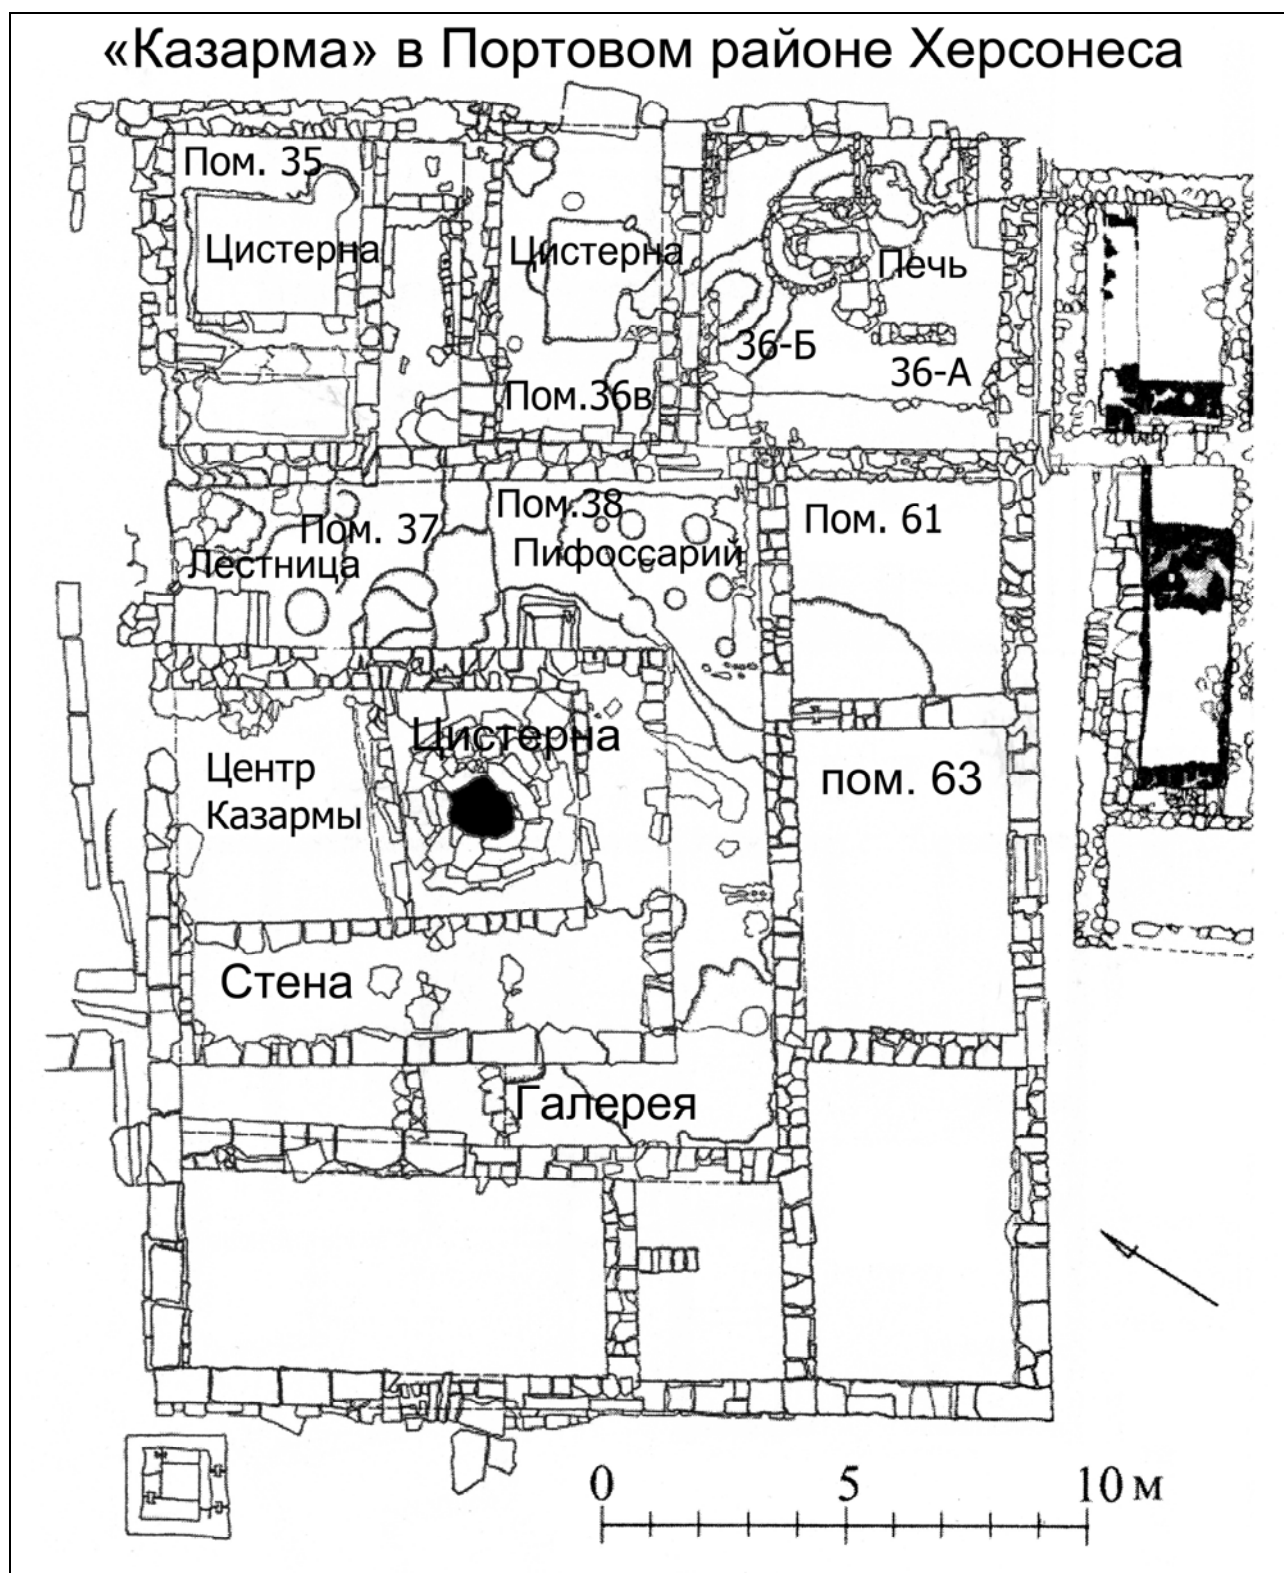 «Казарма» в Портовом районе Херсонеса
Пом. 35
Цистерна
Цистерна
Печь
36-Б
36-А
Пом.36в
Пом. 37
Лестница
Пом.38
Пифоссарий
Пом. 61
Цистерна
Центр
Казармы
пом. 63
Стена
Галерея
0 5 10 м